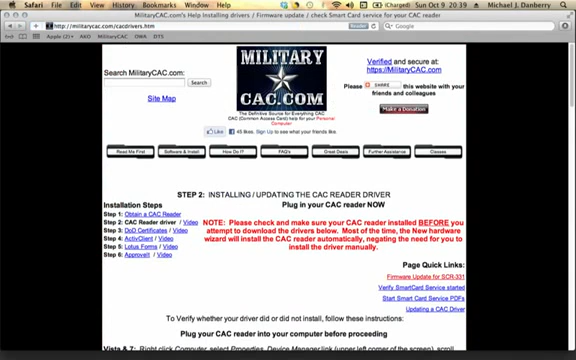 Safari File Edit View History Bookmarks Window Help (Charged) Sun Oct 9 20:39 Michael J. Danberry
MilitaryCAC.com's Help Installing drivers / Firmware update / check Smart Card service for your CAC reader
http://militarycac.com/cacdrivers.htm
Reader
Google
Apple (25) AKO MilitaryCAC OWA DTS
Search MilitaryCAC.com:
Search
Site Map
MILITARY
CAC.COM
The Definitive Source for Everything CAC
CAC (Common Access Card) help for your Personal
Computer
Like 45 likes. Sign Up to see what your friends like.
Verified and secure at:
https://MilitaryCAC.com
Please SHARE this website with your
friends and colleagues
Make a Donation
Read Me First Software & Install How Do I? FAQ's Great Deals Further Assistance Classes
STEP 2: INSTALLING / UPDATING THE CAC READER DRIVER
Installation Steps
Step 1: Obtain a CAC Reader
Step 2: CAC Reader driver / Video
Step 3: DoD Certificates / Video
Step 4: ActivClient / Video
Step 5: Lotus Forms / Video
Step 6: ApproveIt / Video
Plug in your CAC reader NOW
NOTE: Please check and make sure your CAC reader installed BEFORE you
attempt to download the drivers below. Most of the time, the New hardware
wizard will install the CAC reader automatically, negating the need for you to
install the driver manually.
Page Quick Links:
Firmware Update for SCR-331
Verify SmartCard Service started
Start Smart Card Service PDFs
Updating a CAC Driver
To Verify whether your driver did or did not install, follow these instructions:
Plug your CAC reader into your computer before proceeding
Vista & 7: Right click Computer, select Properties, Device Manager link (upper left corner of the screen), scroll